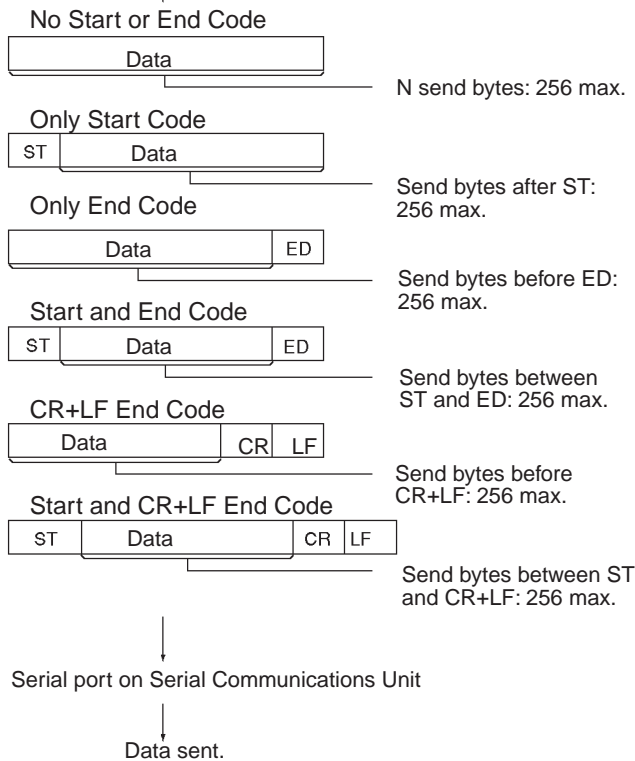 No Start or End Code
Data
N send bytes: 256 max.
Only Start Code
ST Data
Send bytes after ST:
256 max.
Only End Code
Data ED
Send bytes before ED:
256 max.
Start and End Code
ST Data ED
Send bytes between
ST and ED: 256 max.
CR+LF End Code
Data CR LF
Send bytes before
CR+LF: 256 max.
Start and CR+LF End Code
ST Data CR LF
Send bytes between ST
and CR+LF: 256 max.
Serial port on Serial Communications Unit
Data sent.